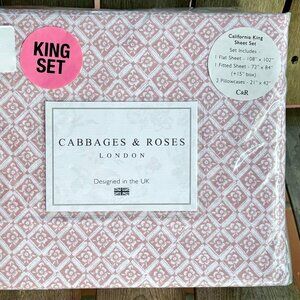 KING
SET
California King
Sheet Set
Set Includes -
1 Flat Sheet - 108" x 102"
1 Fitted Sheet - 72" x 84"
(+15" box)
2 Pillowcases - 21" x 42"
C&R
CABBAGES & ROSES
LONDON
Designed in the UK